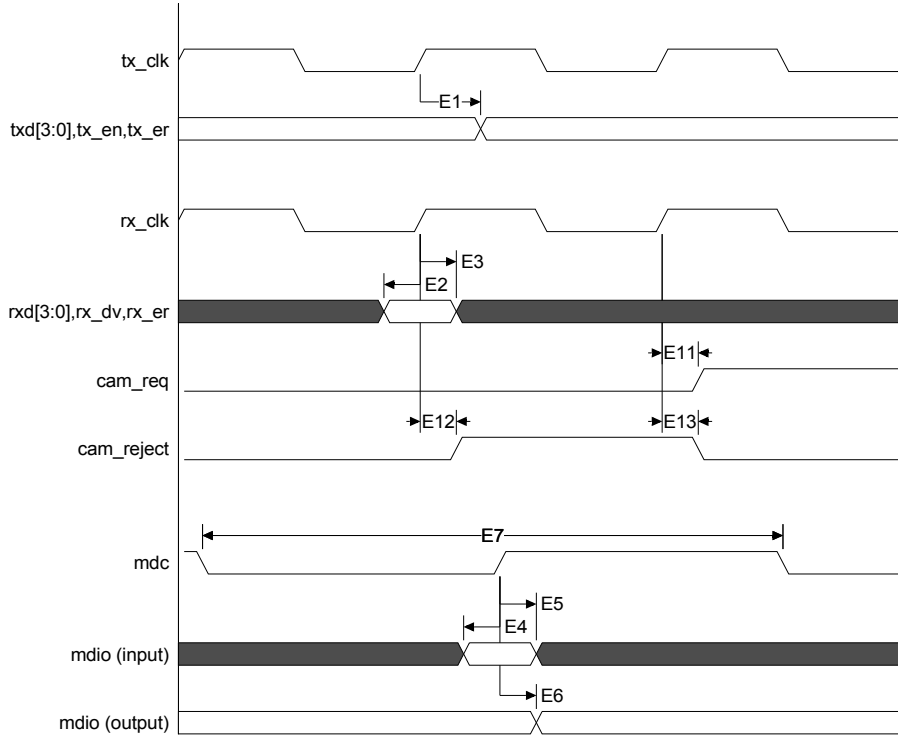 tx_clk
E1
txd[3:0],tx_en,tx_er
rx_clk
E3
E2
rxd[3:0],rx_dv,rx_er
E11
cam_req
E12
E13
cam_reject
E7
mdc
E5
E4
mdio (input)
E6
mdio (output)